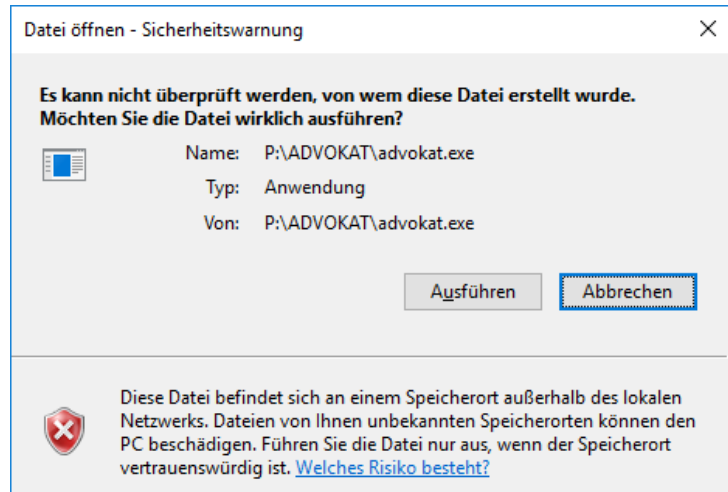 Datei öffnen - Sicherheitswarnung
Es kann nicht überprüft werden, von wem diese Datei erstellt wurde.
Möchten Sie die Datei wirklich ausführen?
Name: P:\ADVOKAT\advokat.exe
Typ: Anwendung
Von: P:\ADVOKAT\advokat.exe
Ausführen Abbrechen
Diese Datei befindet sich an einem Speicherort außerhalb des lokalen
Netzwerks. Dateien von Ihnen unbekannten Speicherorten können den
PC beschädigen. Führen Sie die Datei nur aus, wenn der Speicherort
vertrauenswürdig ist. Welches Risiko besteht?